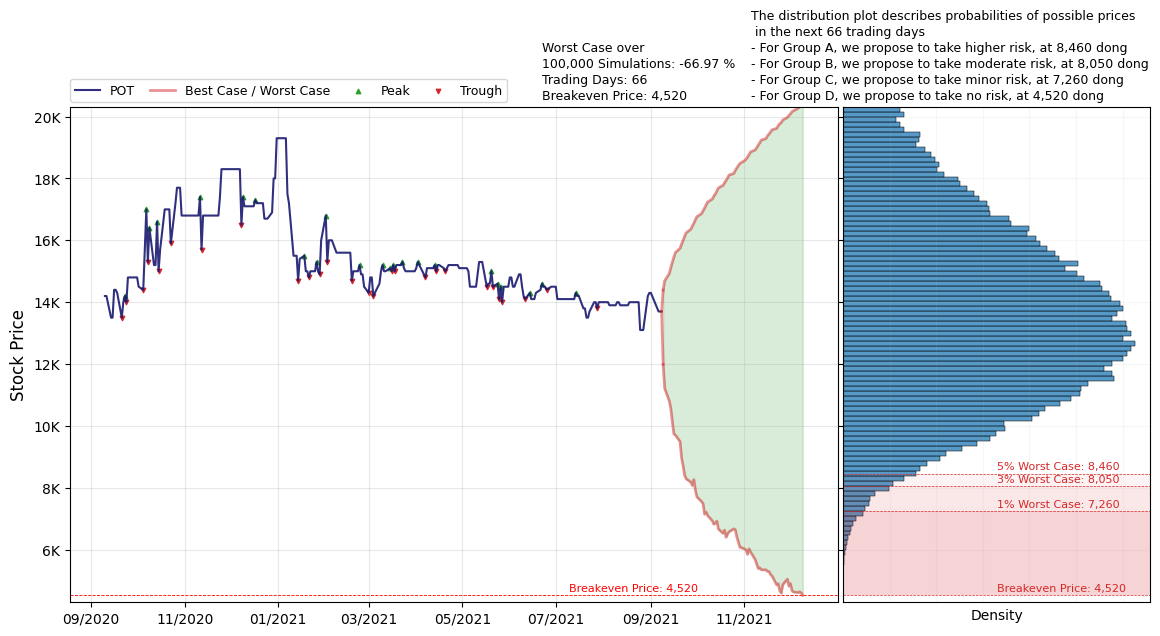 The distribution plot describes probabilities of possible prices
in the next 66 trading days
- For Group A, we propose to take higher risk, at 8,460 dong
- For Group B, we propose to take moderate risk, at 8,050 dong
- For Group C, we propose to take minor risk, at 7,260 dong
- For Group D, we propose to take no risk, at 4,520 dong
Worst Case over
100,000 Simulations: -66.97 %
Trading Days: 66
Breakeven Price: 4,520
POT
Best Case / Worst Case
Peak
Trough
Stock Price
20K
18K
16K
14K
12K
10K
8K
6K
Breakeven Price: 4,520
09/2020
11/2020
01/2021
03/2021
05/2021
07/2021
09/2021
11/2021
5% Worst Case: 8,460
3% Worst Case: 8,050
1% Worst Case: 7,260
Breakeven Price: 4,520
Density